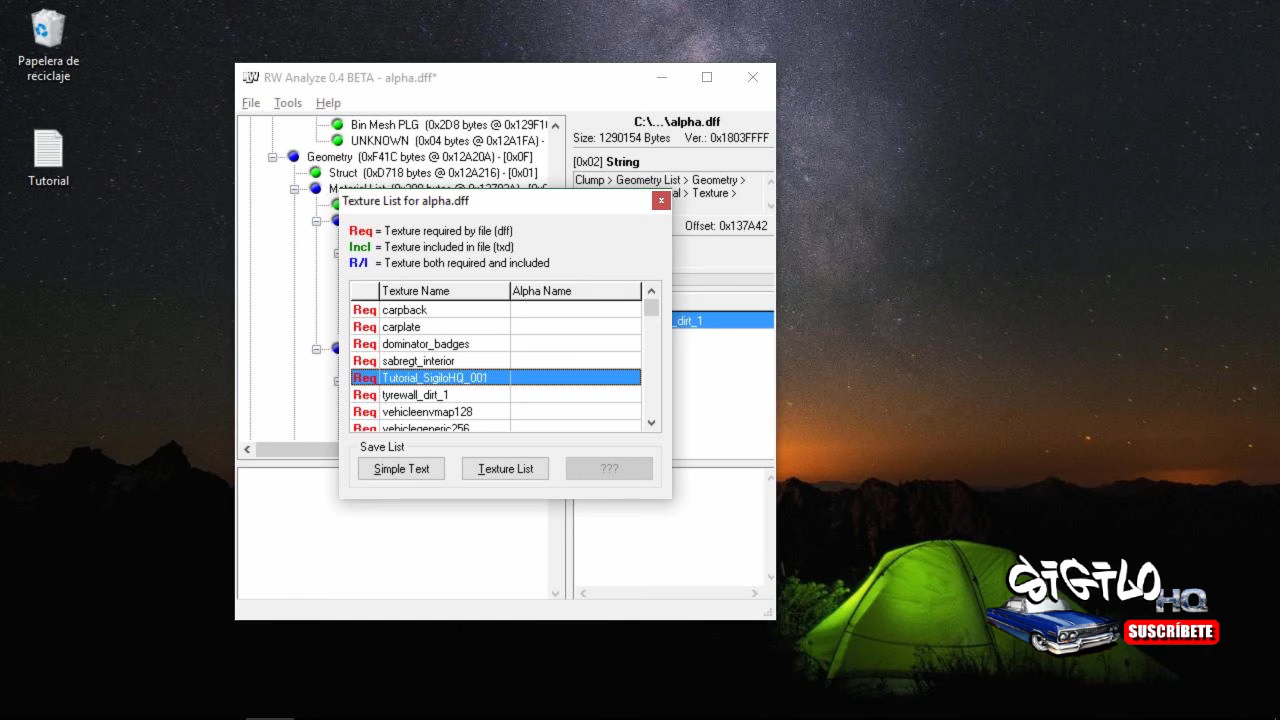 Papelera de
reciclaje
Tutorial
RW Analyze 0.4 BETA - alpha.dff*
File Tools Help
Bin Mesh PLG (0x2D8 bytes @ 0x129F1
UNKNOWN (0x04 bytes @ 0x12A1FA) -
Geometry (0xF41C bytes @ 0x12A20A) - [0x0F]
Struct (0xD718 bytes @ 0x12A216) - [0x01]
C:\...\alpha.dff
Size: 1290154 Bytes Ver.: 0x1803FFFF
[0x02] String
Clump > Geometry List > Geometry >
> Texture >
Offset: 0x137A42
_dirt_1
Texture List for alpha.dff
x
Req = Texture required by file (dff)
Incl = Texture included in file (txd)
R/I = Texture both required and included
Texture Name Alpha Name
Req carpback
Req carplate
Req dominator_badges
Req sabregt_interior
Req Tutorial_SigiloHQ_001
Req tyrewall_dirt_1
Req vehicleenvmap128
Req vehiclegeneric256
Save List
Simple Text Texture List ???
SiGiLO
HQ
SUSCRÍBETE